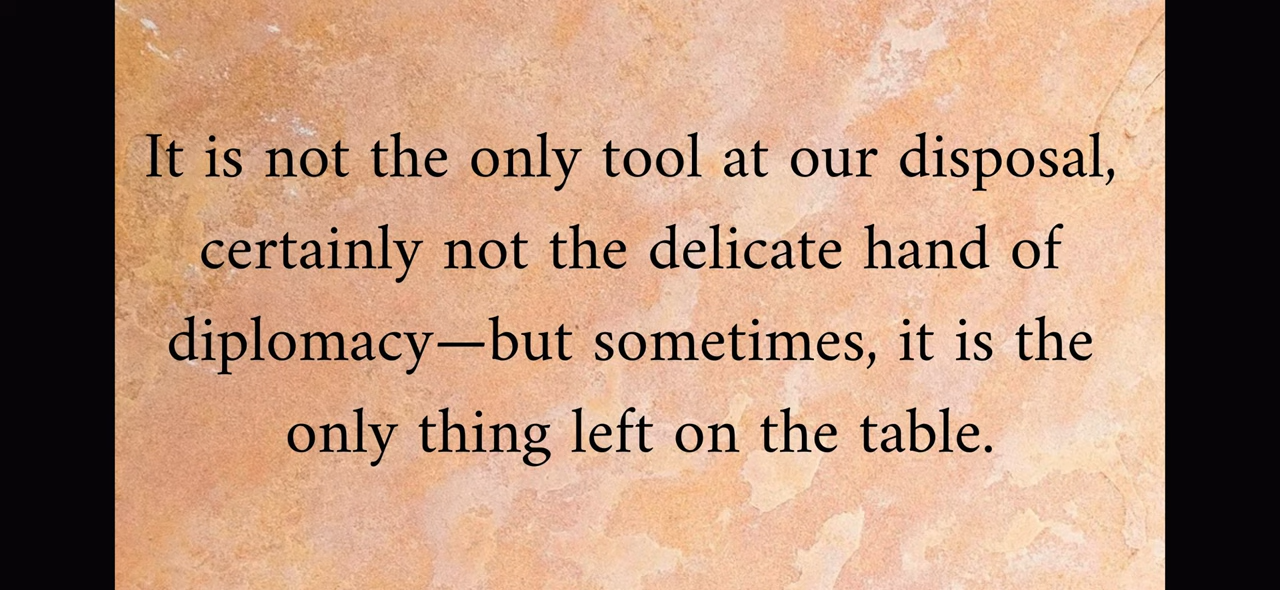 It is not the only tool at our disposal,
certainly not the delicate hand of
diplomacy—but sometimes, it is the
only thing left on the table.